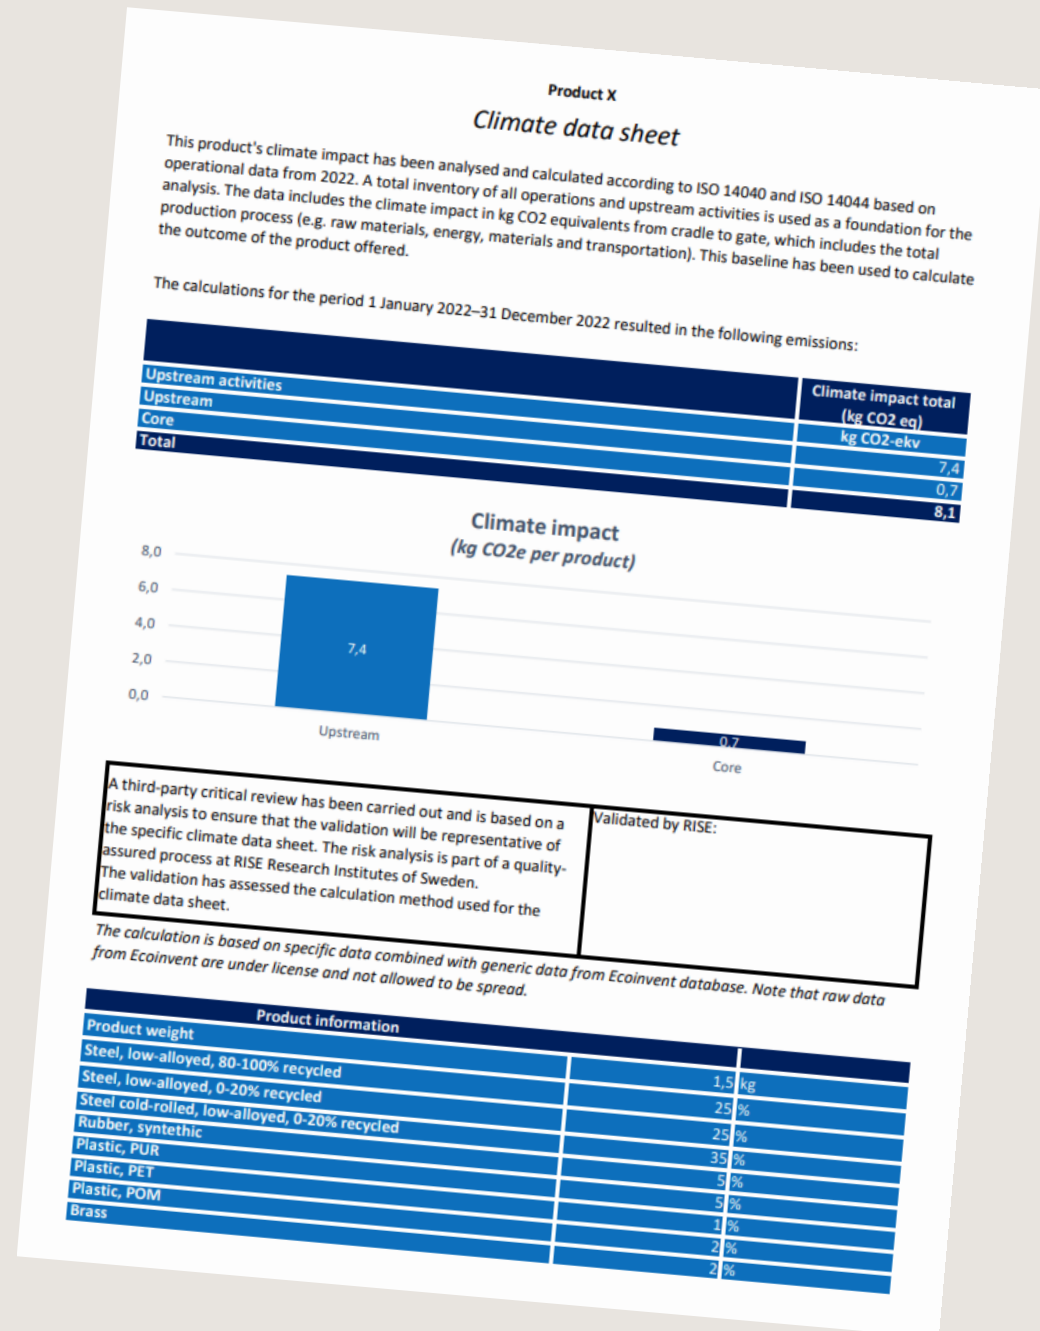 Product X
Climate data sheet
This product's climate impact has been analysed and calculated according to ISO 14040 and ISO 14044 based on
operational data from 2022. A total inventory of all operations and upstream activities is used as a foundation for the
analysis. The data includes the climate impact in kg CO2 equivalents from cradle to gate, which includes the total
production process (e.g. raw materials, energy, materials and transportation). This baseline has been used to calculate
the outcome of the product offered.
The calculations for the period 1 January 2022–31 December 2022 resulted in the following emissions:
Climate impact total
(kg CO2 eq)
Upstream activities kg CO2-ekv
Upstream 7,4
Core 0,7
Total 8,1
Climate impact
(kg CO2e per product)
8,0
6,0
4,0
2,0
0,0
7,4
0,7
Upstream
Core
A third-party critical review has been carried out and is based on a
risk analysis to ensure that the validation will be representative of
the specific climate data sheet. The risk analysis is part of a quality-
assured process at RISE Research Institutes of Sweden.
The validation has assessed the calculation method used for the
climate data sheet.
Validated by RISE:
The calculation is based on specific data combined with generic data from Ecoinvent database. Note that raw data
from Ecoinvent are under license and not allowed to be spread.
Product information
Product weight 1,5 kg
Steel, low-alloyed, 80-100% recycled 25 %
Steel, low-alloyed, 0-20% recycled 25 %
Steel cold-rolled, low-alloyed, 0-20% recycled 35 %
Rubber, syntethic 5 %
Plastic, PUR 5 %
Plastic, PET 1 %
Plastic, POM 2 %
Brass 2 %